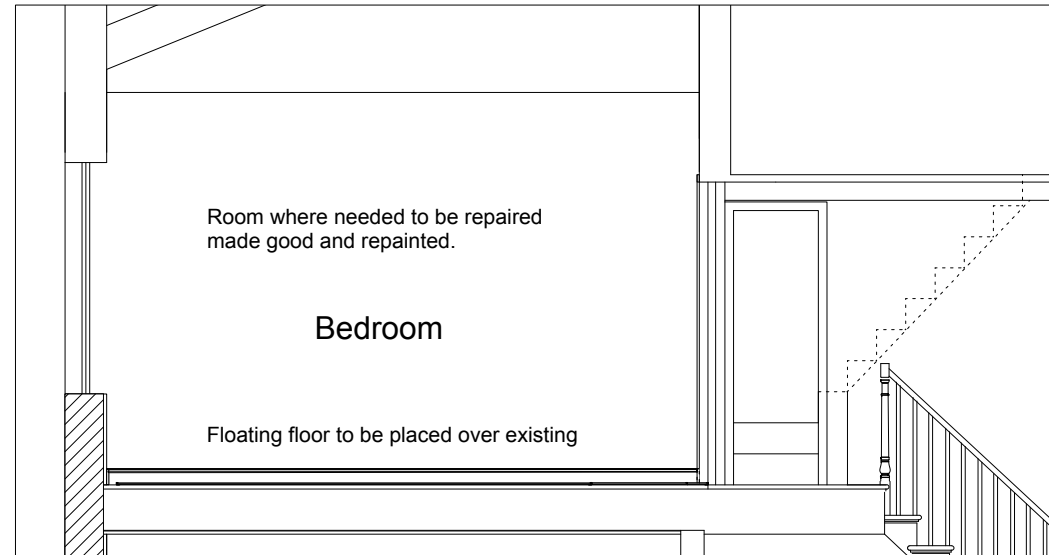 Room where needed to be repaired
made good and repainted.
Bedroom
Floating floor to be placed over existing